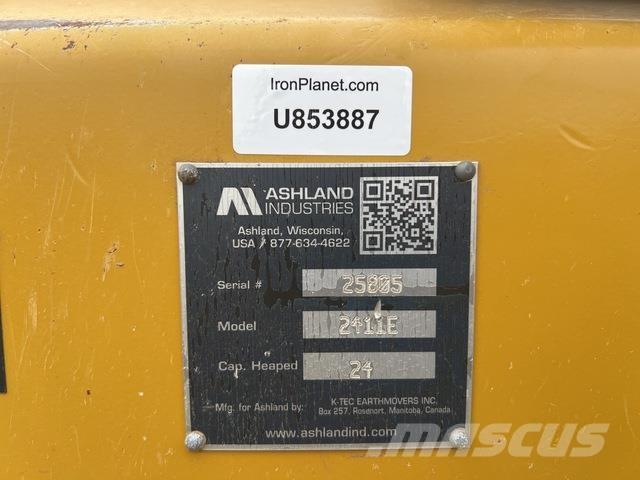 IronPlanet.com
U853887
ASHLAND
INDUSTRIES
Ashland, Wisconsin,
USA / 877-634-4622
Serial # 25805
Model 2411E
Cap. Heaped 24
Mfg. for Ashland by: K-TEC EARTHMOVERS INC.
Box 257, Rosenort, Manitoba, Canada
www.ashlandind.com
mascus